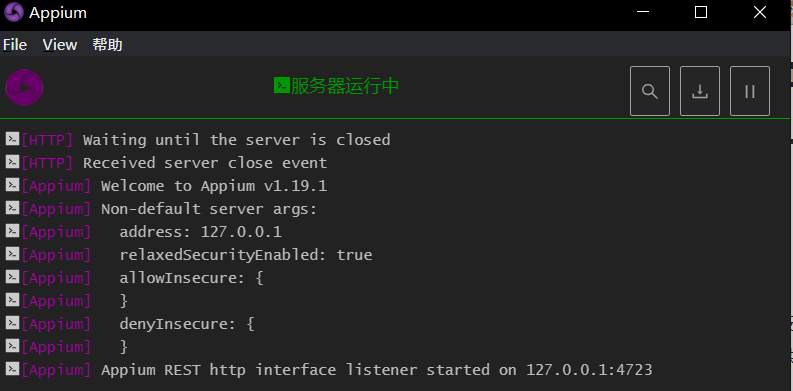 Appium
File View 帮助
服务器运行中
[HTTP] Waiting until the server is closed
[HTTP] Received server close event
[Appium] Welcome to Appium v1.19.1
[Appium] Non-default server args:
[Appium]   address: 127.0.0.1
[Appium]   relaxedSecurityEnabled: true
[Appium]   allowInsecure: {
[Appium]   }
[Appium]   denyInsecure: {
[Appium]   }
[Appium] Appium REST http interface listener started on 127.0.0.1:4723